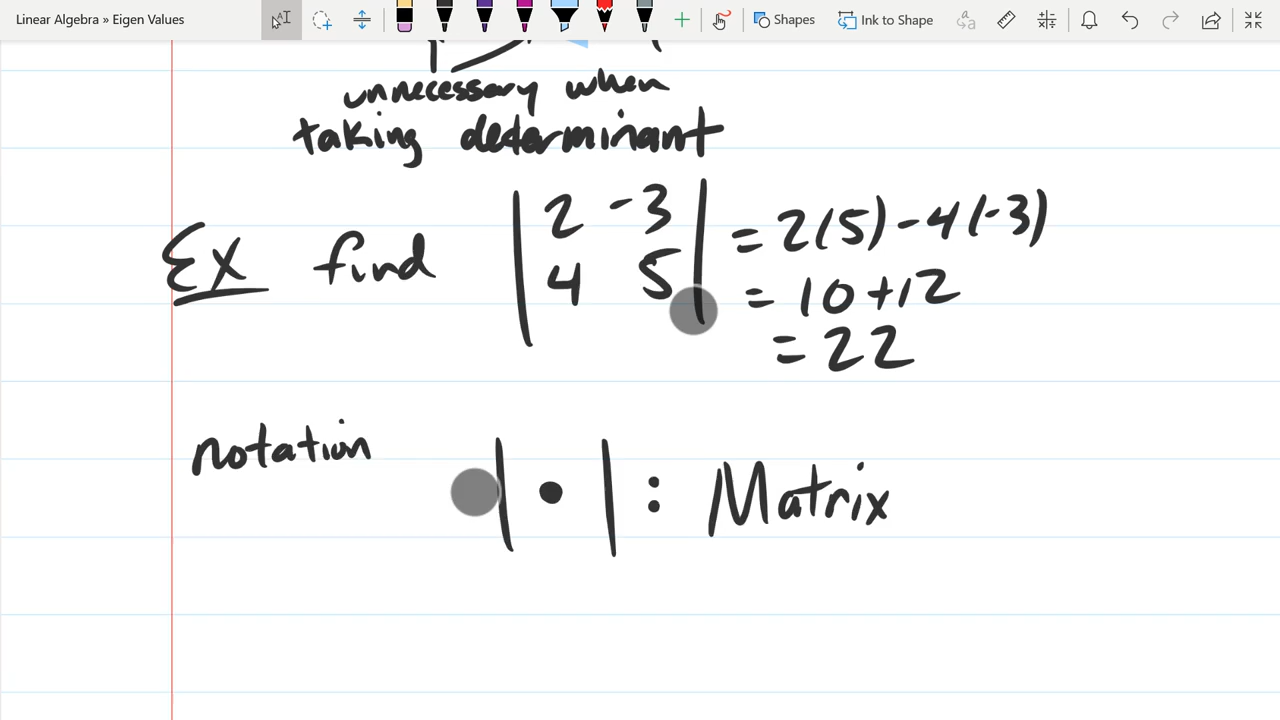 Linear Algebra » Eigen Values
Shapes
Ink to Shape
unnecessary when
taking determinant
Ex find | 2 -3 | = 2(5) - 4(-3)
| 4 5 | = 10 + 12
= 22
notation | • | : Matrix